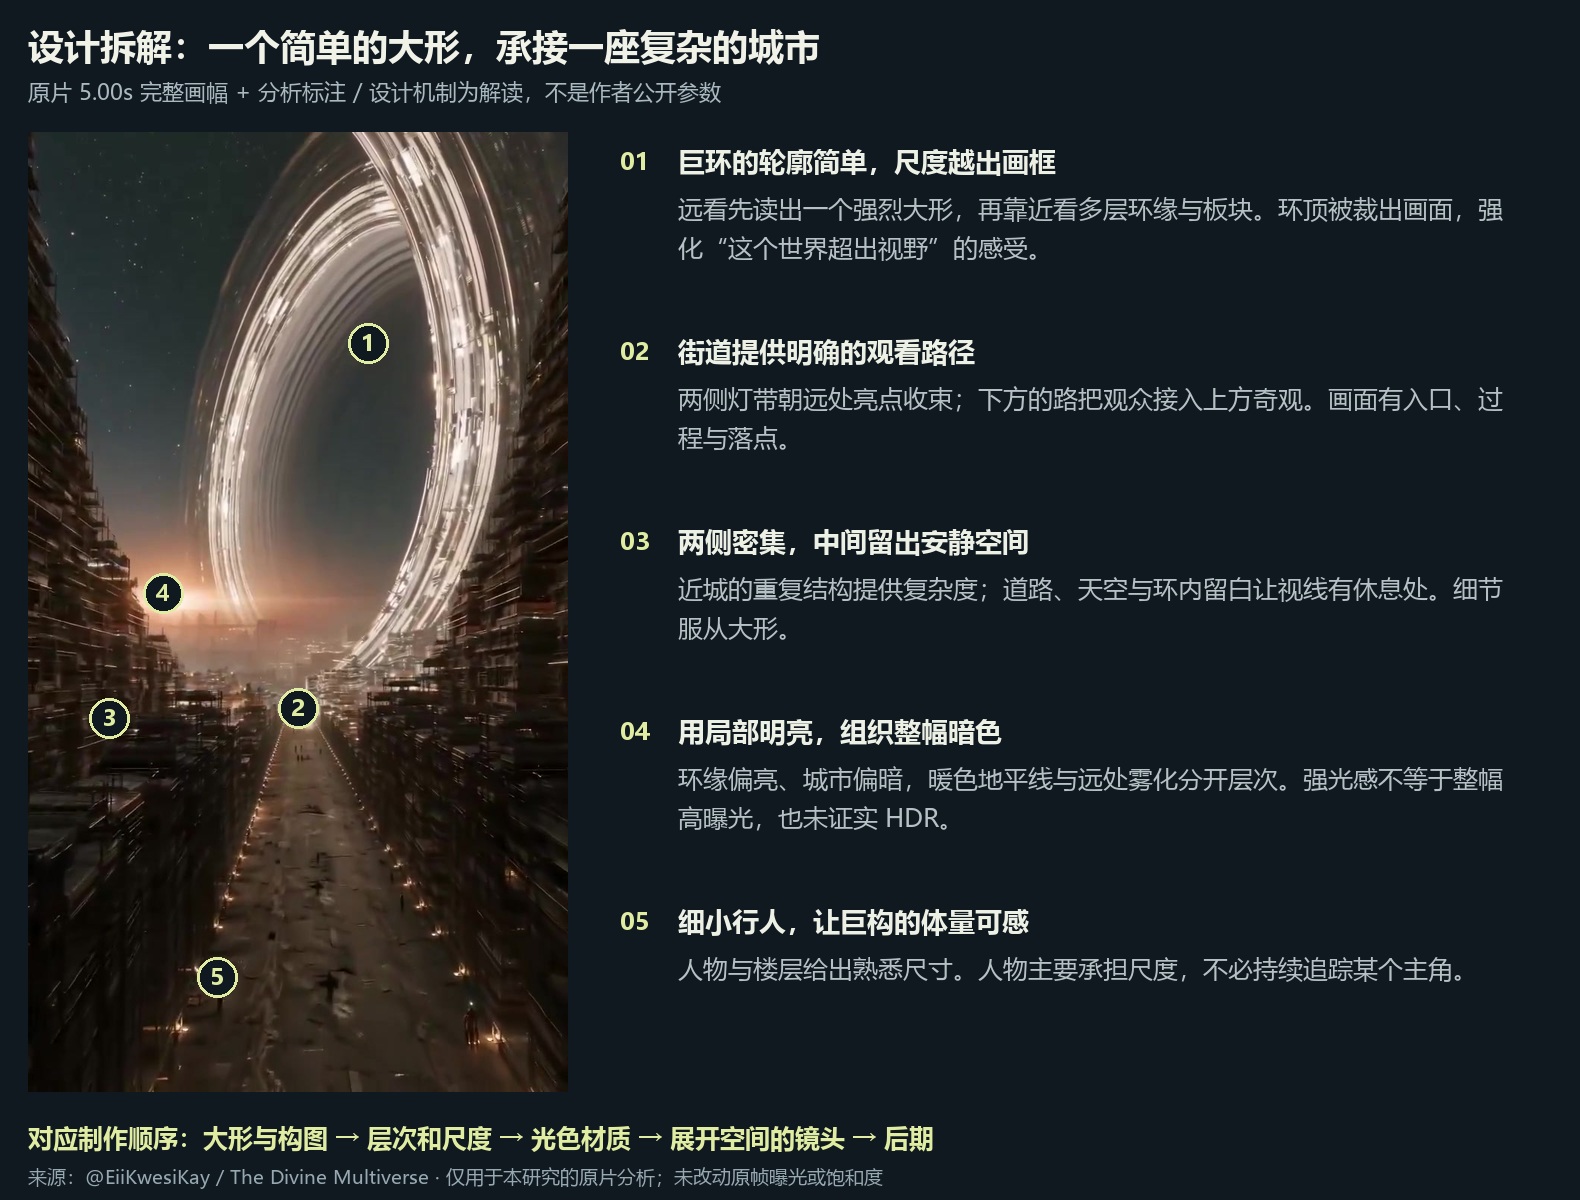 设计拆解：一个简单的大形，承接一座复杂的城市
原片 5.00s 完整画幅 + 分析标注 / 设计机制为解读，不是作者公开参数
01 巨环的轮廓简单，尺度越出画框
远看先读出一个强烈大形，再靠近看多层环缘与板块。环顶被裁出画面，强
化“这个世界超出视野”的感受。
1
02 街道提供明确的观看路径
两侧灯带朝远处亮点收束；下方的路把观众接入上方奇观。画面有入口、过
程与落点。
03 两侧密集，中间留出安静空间
近城的重复结构提供复杂度；道路、天空与环内留白让视线有休息处。细节
服从大形。
4
3
2
04 用局部明亮，组织整幅暗色
环缘偏亮、城市偏暗，暖色地平线与远处雾化分开层次。强光感不等于整幅
高曝光，也未证实 HDR。
05 细小行人，让巨构的体量可感
人物与楼层给出熟悉尺寸。人物主要承担尺度，不必持续追踪某个主角。
5
对应制作顺序：大形与构图 → 层次和尺度 → 光色材质 → 展开空间的镜头 → 后期
来源：@EiiKwesiKay / The Divine Multiverse · 仅用于本研究的原片分析；未改动原帧曝光或饱和度